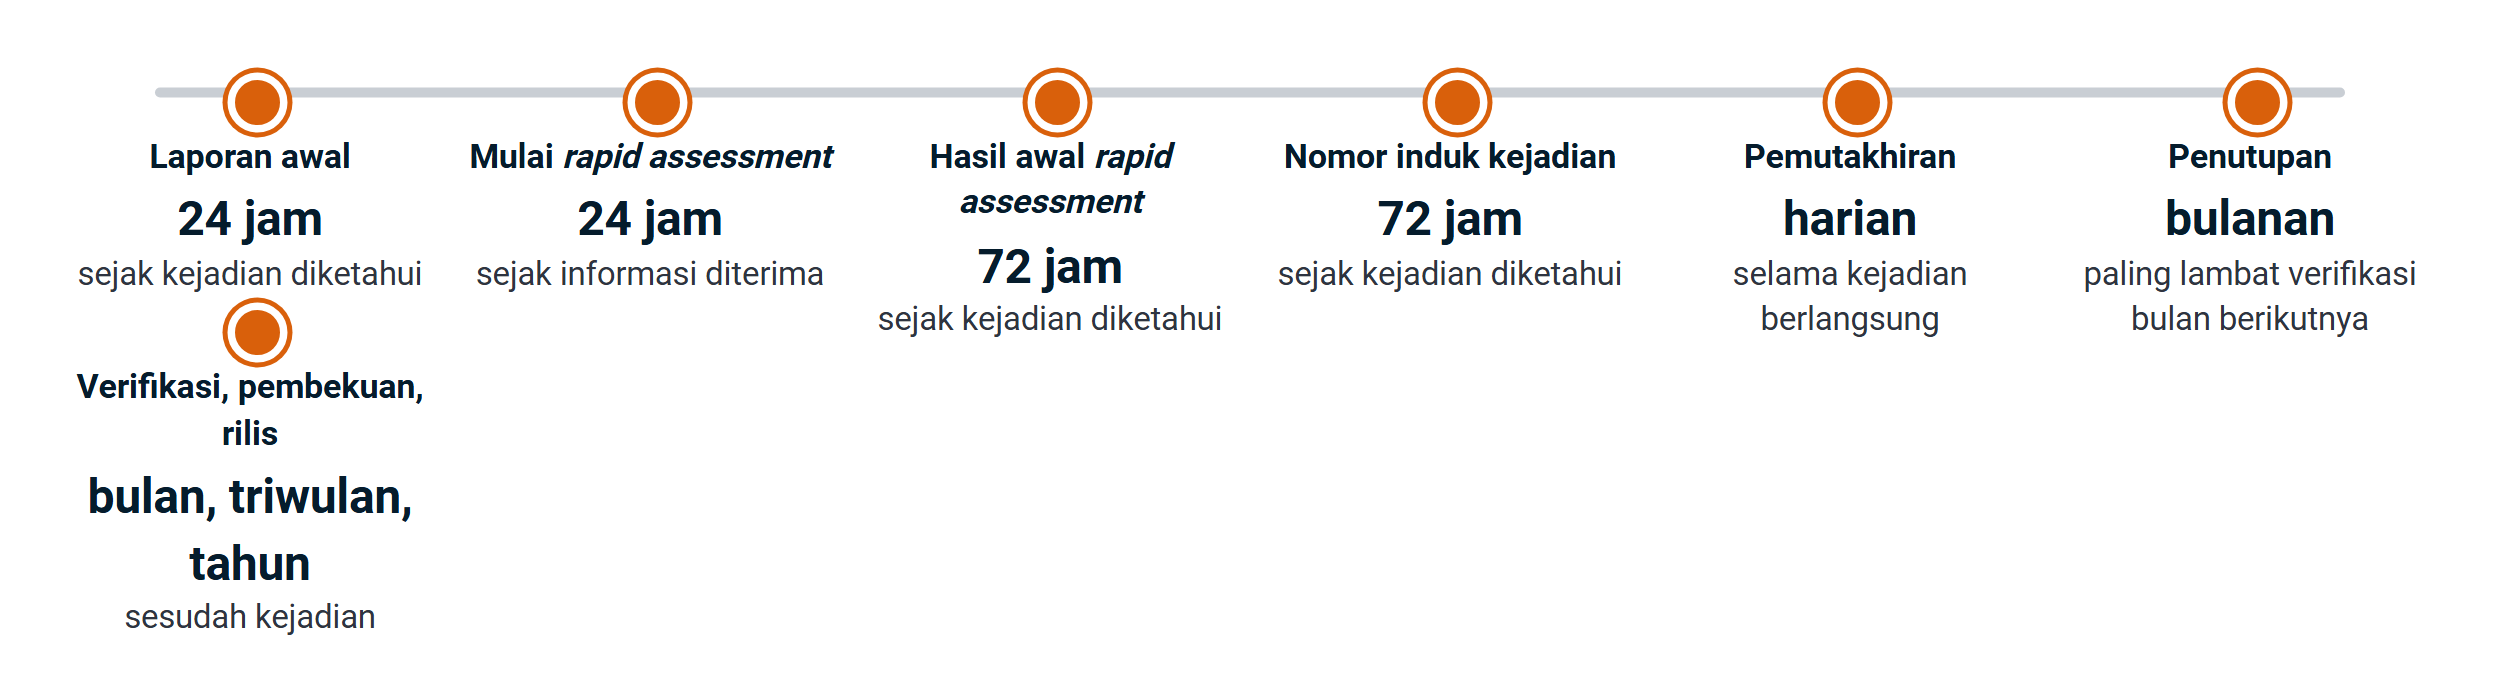 Laporan awal
24 jam
sejak kejadian diketahui
Mulai rapid assessment
24 jam
sejak informasi diterima
Hasil awal rapid
assessment
72 jam
sejak kejadian diketahui
Nomor induk kejadian
72 jam
sejak kejadian diketahui
Pemutakhiran
harian
selama kejadian
berlangsung
Penutupan
bulanan
paling lambat verifikasi
bulan berikutnya
Verifikasi, pembekuan,
rilis
bulan, triwulan,
tahun
sesudah kejadian